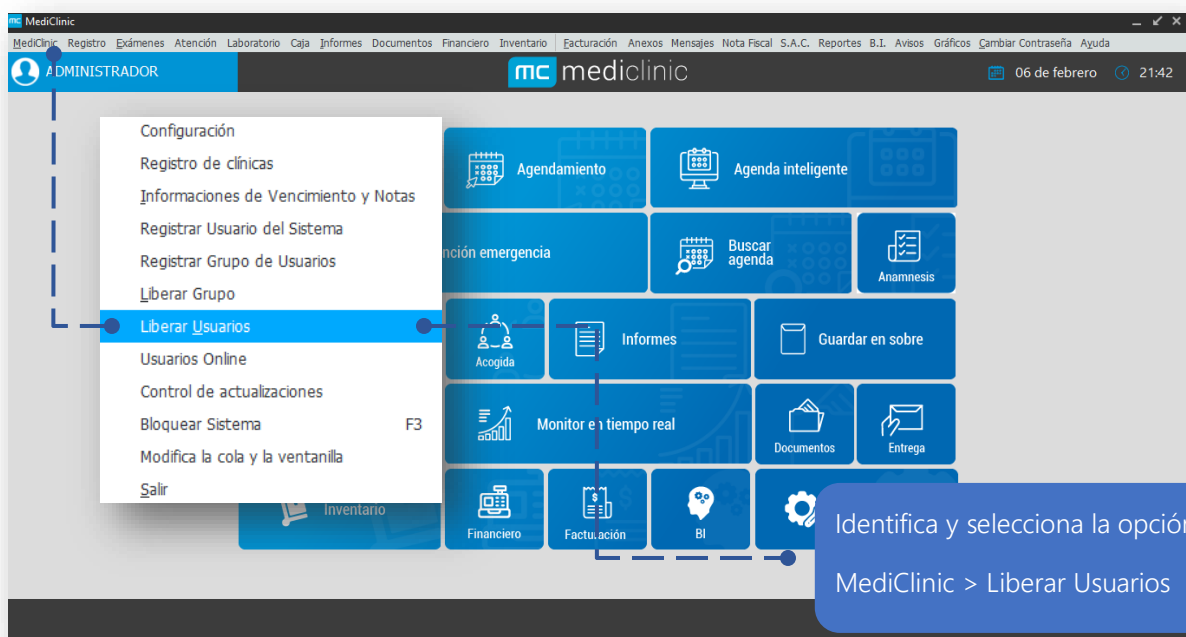 mc MediClinic
MediClinic Registro Exámenes Atención Laboratorio Caja Informes Documentos Financiero Inventario Facturación Anexos Mensajes Nota Fiscal S.A.C. Reportes B.I. Avisos Gráficos Cambiar Contraseña Ayuda
ADMINISTRADOR
mc mediclinic
06 de febrero 21:42
Configuración
Registro de clínicas
Informaciones de Vencimiento y Notas
Registrar Usuario del Sistema
Registrar Grupo de Usuarios
Liberar Grupo
Liberar Usuarios
Usuarios Online
Control de actualizaciones
Bloquear Sistema F3
Modifica la cola y la ventanilla
Salir
Agendamiento
Agenda inteligente
nción emergencia
Buscar
agenda
Anamnesis
Acogida
Informes
Guardar en sobre
Monitor en tiempo real
Documentos
Entrega
Inventario
Financiero
Facturación
BI
Identifica y selecciona la opción
MediClinic > Liberar Usuarios